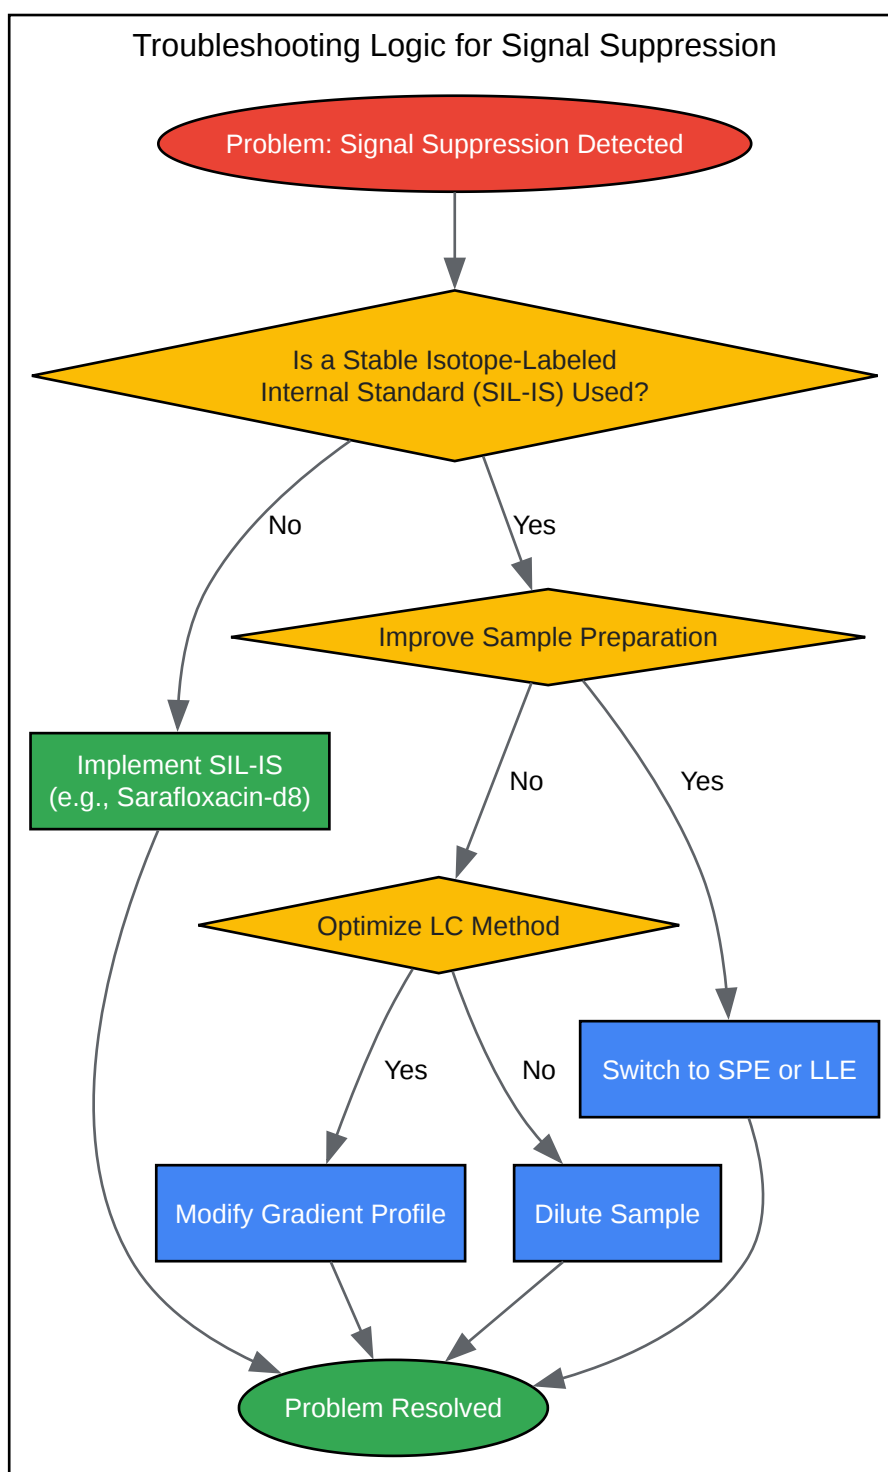 Troubleshooting Logic for Signal Suppression
Problem: Signal Suppression Detected
Is a Stable Isotope-Labeled
Internal Standard (SIL-IS) Used?
No
Yes
Improve Sample Preparation
Implement SIL-IS
(e.g., Sarafloxacin-d8)
No
Yes
Optimize LC Method
Yes
No
Switch to SPE or LLE
Modify Gradient Profile
Dilute Sample
Problem Resolved